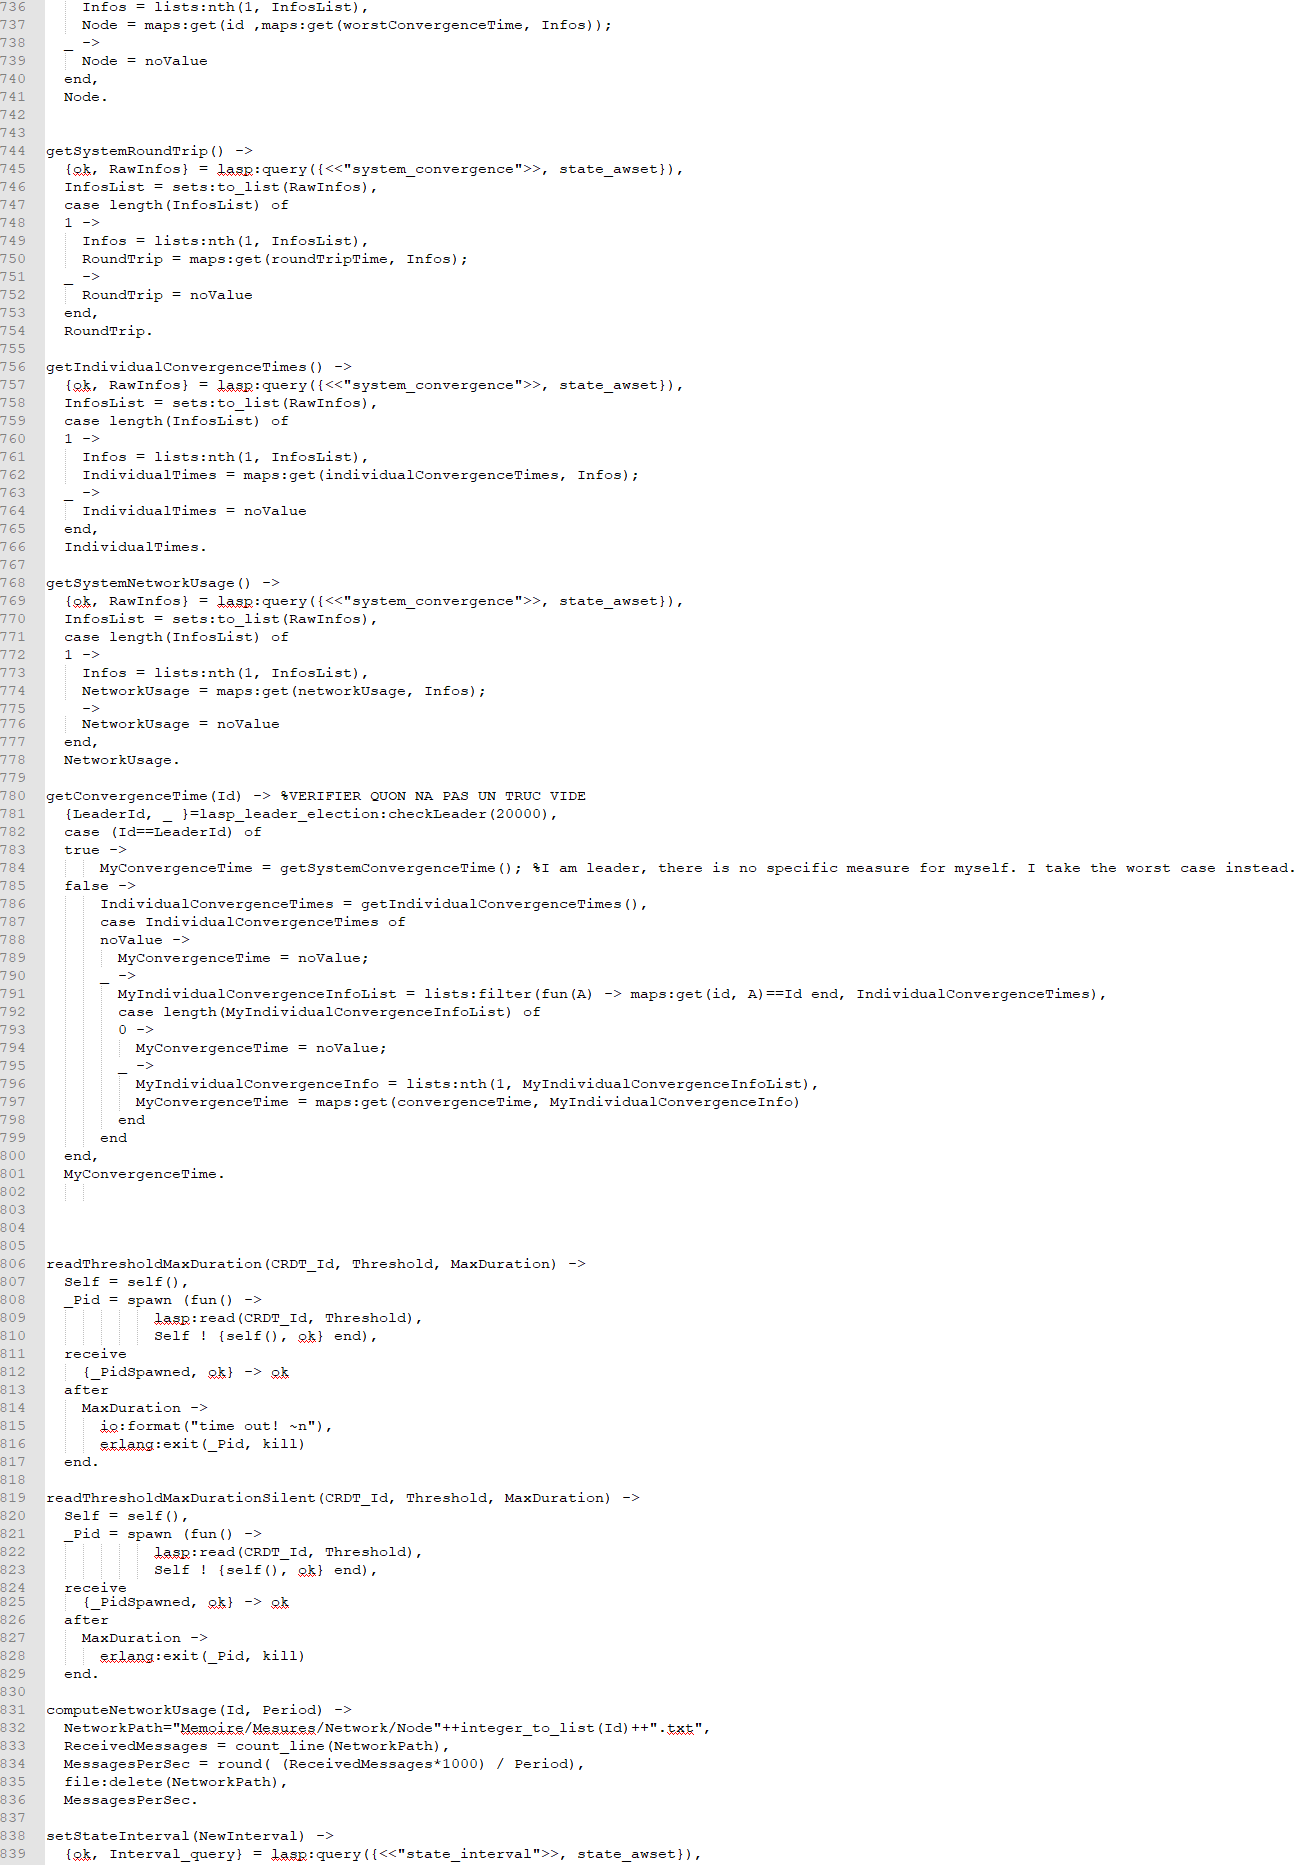 736 Infos = lists:nth(1, InfosList),
737 Node = maps:get(id ,maps:get(worstConvergenceTime, Infos));
738 _ ->
739 Node = noValue
740 end,
741 Node.
742
743
744 getSystemRoundTrip() ->
745 {ok, RawInfos} = lasp:query({<<"system_convergence">>, state_awset}),
746 InfosList = sets:to_list(RawInfos),
747 case length(InfosList) of
748 1 ->
749 Infos = lists:nth(1, InfosList),
750 RoundTrip = maps:get(roundTripTime, Infos);
751 _ ->
752 RoundTrip = noValue
753 end,
754 RoundTrip.
755
756 getIndividualConvergenceTimes() ->
757 {ok, RawInfos} = lasp:query({<<"system_convergence">>, state_awset}),
758 InfosList = sets:to_list(RawInfos),
759 case length(InfosList) of
760 1 ->
761 Infos = lists:nth(1, InfosList),
762 IndividualTimes = maps:get(individualConvergenceTimes, Infos);
763 _ ->
764 IndividualTimes = noValue
765 end,
766 IndividualTimes.
767
768 getSystemNetworkUsage() ->
769 {ok, RawInfos} = lasp:query({<<"system_convergence">>, state_awset}),
770 InfosList = sets:to_list(RawInfos),
771 case length(InfosList) of
772 1 ->
773 Infos = lists:nth(1, InfosList),
774 NetworkUsage = maps:get(networkUsage, Infos);
775 ->
776 NetworkUsage = noValue
777 end,
778 NetworkUsage.
779
780 getConvergenceTime(Id) -> %VERIFIER QUON NA PAS UN TRUC VIDE
781 {LeaderId, _ }=lasp_leader_election:checkLeader(20000),
782 case (Id==LeaderId) of
783 true ->
784 MyConvergenceTime = getSystemConvergenceTime(); %I am leader, there is no specific measure for myself. I take the worst case instead.
785 false ->
786 IndividualConvergenceTimes = getIndividualConvergenceTimes(),
787 case IndividualConvergenceTimes of
788 noValue ->
789 MyConvergenceTime = noValue;
790 _ ->
791 MyIndividualConvergenceInfoList = lists:filter(fun(A) -> maps:get(id, A)==Id end, IndividualConvergenceTimes),
792 case length(MyIndividualConvergenceInfoList) of
793 0 ->
794 MyConvergenceTime = noValue;
795 _ ->
796 MyIndividualConvergenceInfo = lists:nth(1, MyIndividualConvergenceInfoList),
797 MyConvergenceTime = maps:get(convergenceTime, MyIndividualConvergenceInfo)
798 end
799 end
800 end,
801 MyConvergenceTime.
802
803
804
805
806 readThresholdMaxDuration(CRDT_Id, Threshold, MaxDuration) ->
807 Self = self(),
808 _Pid = spawn (fun() ->
809 lasp:read(CRDT_Id, Threshold),
810 Self ! {self(), ok} end),
811 receive
812 {_PidSpawned, ok} -> ok
813 after
814 MaxDuration ->
815 io:format("time out! ~n"),
816 erlang:exit(_Pid, kill)
817 end.
818
819 readThresholdMaxDurationSilent(CRDT_Id, Threshold, MaxDuration) ->
820 Self = self(),
821 _Pid = spawn (fun() ->
822 lasp:read(CRDT_Id, Threshold),
823 Self ! {self(), ok} end),
824 receive
825 {_PidSpawned, ok} -> ok
826 after
827 MaxDuration ->
828 erlang:exit(_Pid, kill)
829 end.
830
831 computeNetworkUsage(Id, Period) ->
832 NetworkPath="Memoire/Mesures/Network/Node"++integer_to_list(Id)++".txt",
833 ReceivedMessages = count_line(NetworkPath),
834 MessagesPerSec = round( (ReceivedMessages*1000) / Period),
835 file:delete(NetworkPath),
836 MessagesPerSec.
837
838 setStateInterval(NewInterval) ->
839 {ok, Interval_query} = lasp:query({<<"state_interval">>, state_awset}),